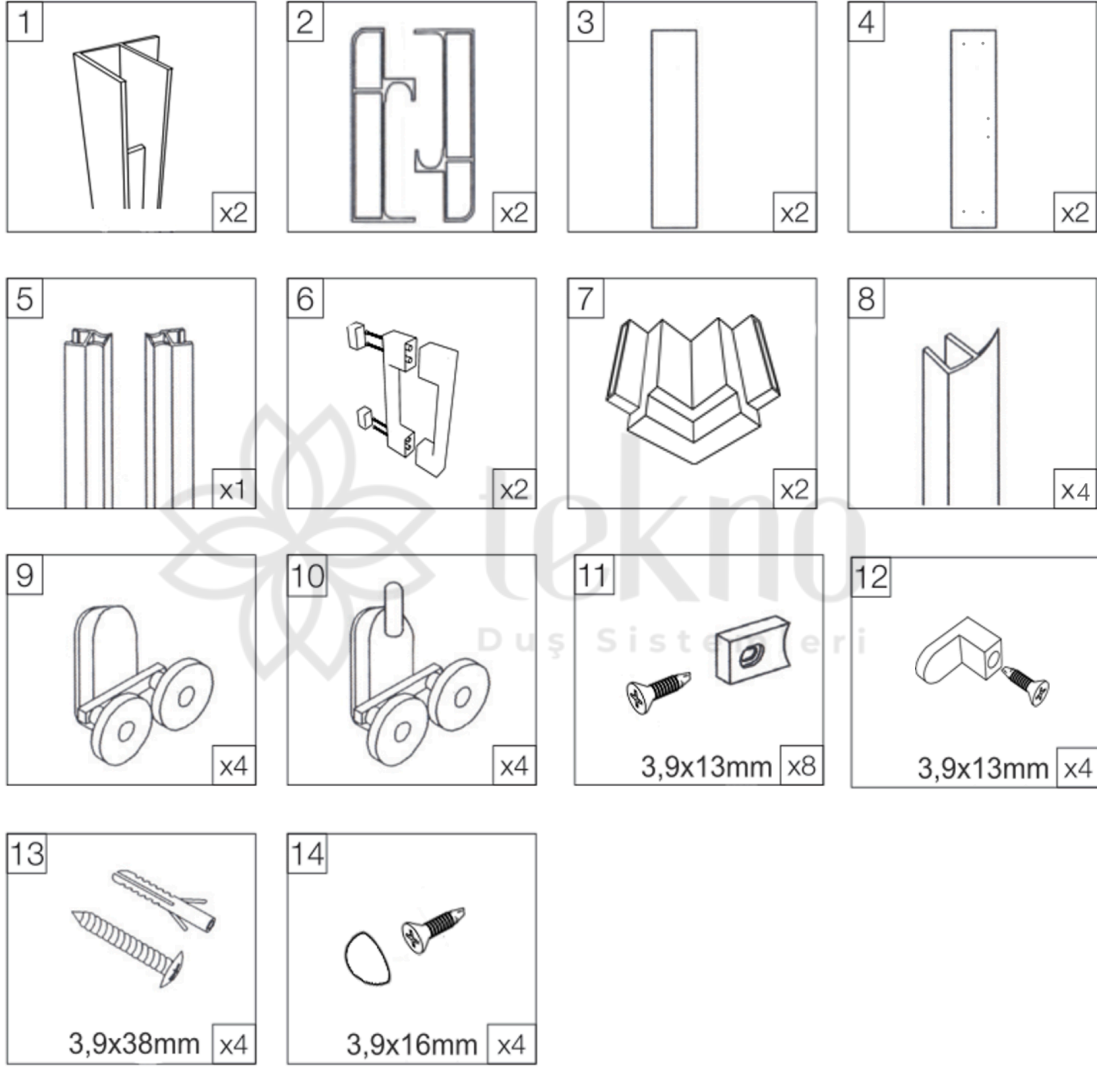 1
x2
2
x2
3
x2
4
x2
5
x1
6
x2
7
x2
8
x4
9
x4
10
x4
11
3,9x13mm x8
12
3,9x13mm x4
13
3,9x38mm x4
14
3,9x16mm x4
tekno
Duş Sistemleri